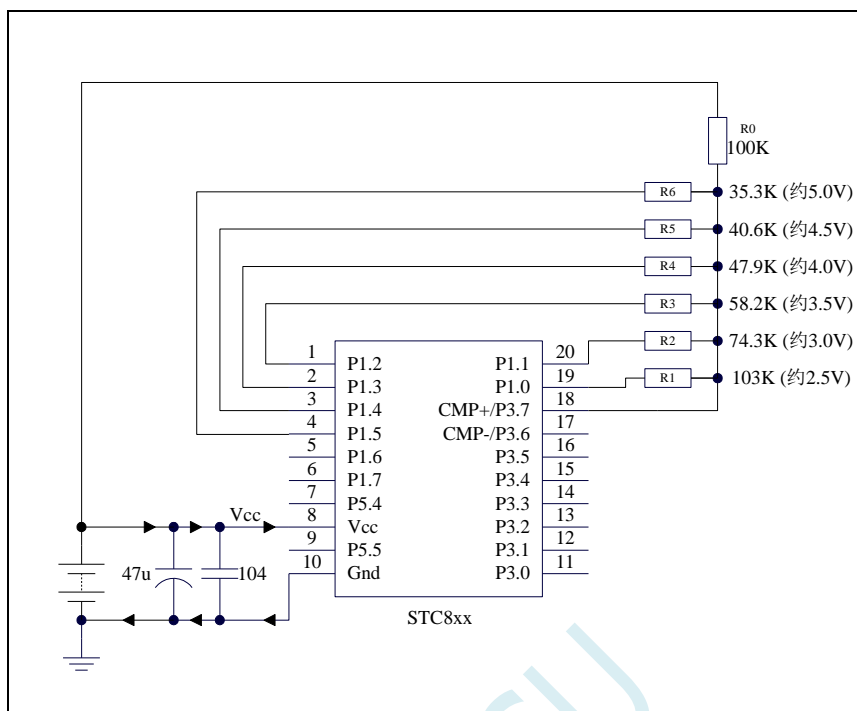 R0
100K
R6 35.3K (约5.0V)
R5 40.6K (约4.5V)
R4 47.9K (约4.0V)
R3 58.2K (约3.5V)
R2 74.3K (约3.0V)
R1 103K (约2.5V)
1 P1.2 P1.1 20
2 P1.3 P1.0 19
3 P1.4 CMP+/P3.7 18
4 P1.5 CMP-/P3.6 17
5 P1.6 P3.5 16
6 P1.7 P3.4 15
7 P5.4 P3.3 14
Vcc 8 Vcc P3.2 13
9 P5.5 P3.1 12
10 Gnd P3.0 11
47u 104
STC8xx